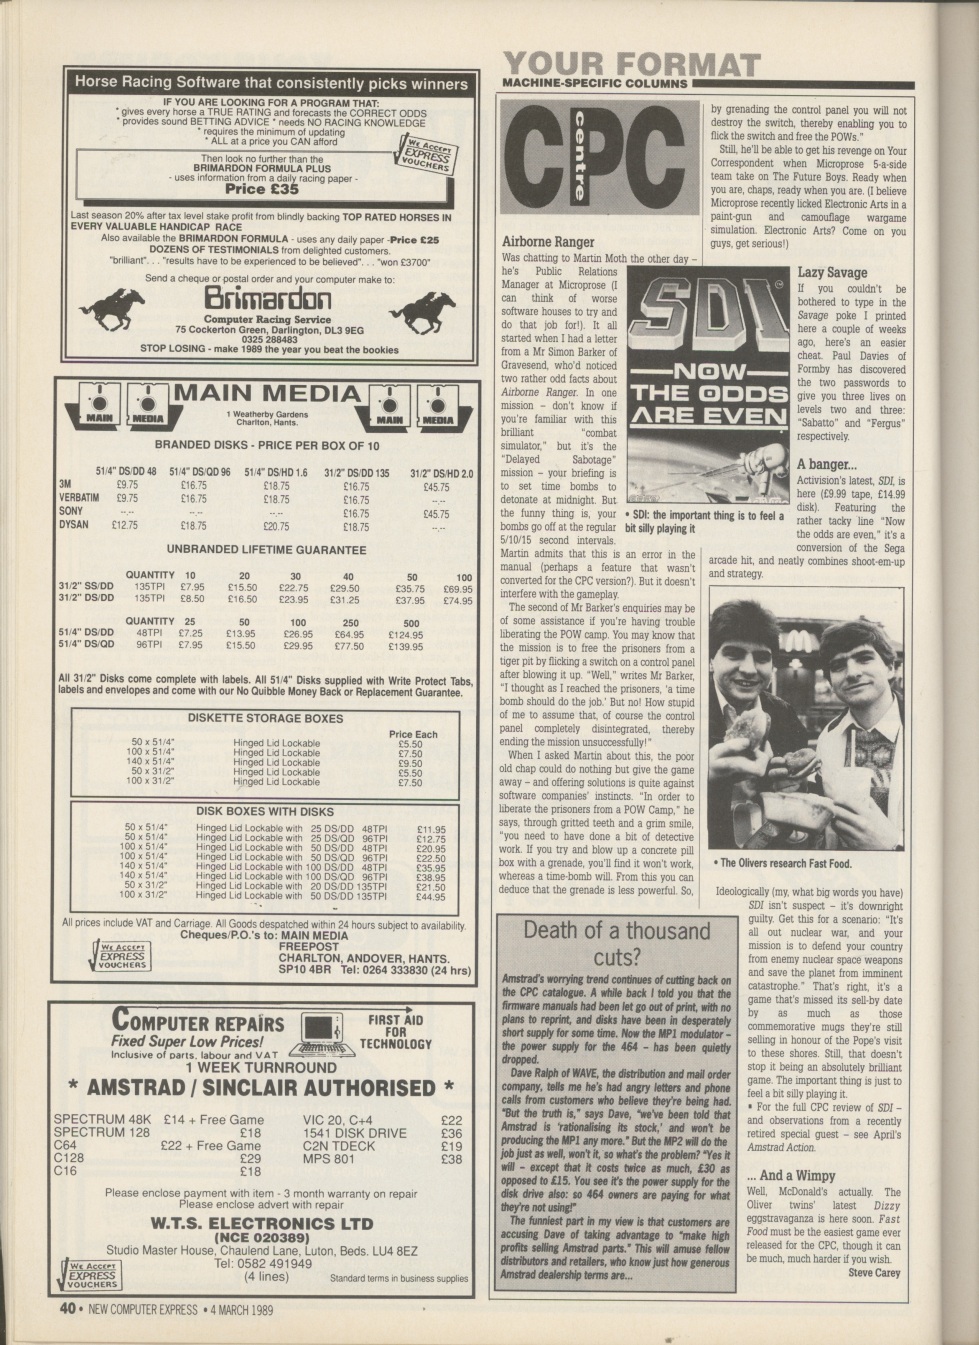 Horse Racing Software that consistently picks winners
IF YOU ARE LOOKING FOR A PROGRAM THAT:
* gives every horse a TRUE RATING and forecasts the CORRECT ODDS
* provides sound BETTING ADVICE * needs NO RACING KNOWLEDGE
* requires the minimum of updating
* ALL at a price you CAN afford
WE ACCEPT
EXPRESS
VOUCHERS
Then look no further than the
BRIMARDON FORMULA PLUS
- uses information from a daily racing paper -
Price £35
Last season 20% after tax level stake profit from blindly backing TOP RATED HORSES IN
EVERY VALUABLE HANDICAP RACE
Also available the BRIMARDON FORMULA - uses any daily paper -Price £25
DOZENS OF TESTIMONIALS from delighted customers.
"brilliant". . . "results have to be experienced to be believed". . . "won £3700"
Send a cheque or postal order and your computer make to:
Brimardon
Computer Racing Service
75 Cockerton Green, Darlington, DL3 9EG
0325 288483
STOP LOSING - make 1989 the year you beat the bookies
MAIN MEDIA
MAIN MEDIA
1 Weatherby Gardens
Charlton, Hants.
MAIN MEDIA
BRANDED DISKS - PRICE PER BOX OF 10
51/4" DS/DD 48 51/4" DS/QD 96 51/4" DS/HD 1.6 31/2" DS/DD 135 31/2" DS/HD 2.0
3M £9.75 £16.75 £18.75 £16.75 £45.75
VERBATIM £9.75 £16.75 £18.75 £16.75 --.--
SONY --.-- --.-- --.-- £16.75 £45.75
DYSAN £12.75 £18.75 £20.75 £18.75 --.--
UNBRANDED LIFETIME GUARANTEE
QUANTITY 10 20 30 40 50 100
31/2" SS/DD 135TPI £7.95 £15.50 £22.75 £29.50 £35.75 £69.95
31/2" DS/DD 135TPI £8.50 £16.50 £23.95 £31.25 £37.95 £74.95
QUANTITY 25 50 100 250 500
51/4" DS/DD 48TPI £7.25 £13.95 £26.95 £64.95 £124.95
51/4" DS/QD 96TPI £7.95 £15.50 £29.95 £77.50 £139.95
All 31/2" Disks come complete with labels. All 51/4" Disks supplied with Write Protect Tabs,
labels and envelopes and come with our No Quibble Money Back or Replacement Guarantee.
DISKETTE STORAGE BOXES
Price Each
50 x 51/4" Hinged Lid Lockable £5.50
100 x 51/4" Hinged Lid Lockable £7.50
140 x 51/4" Hinged Lid Lockable £9.50
50 x 31/2" Hinged Lid Lockable £5.50
100 x 31/2" Hinged Lid Lockable £7.50
DISK BOXES WITH DISKS
50 x 51/4" Hinged Lid Lockable with 25 DS/DD 48TPI £11.95
50 x 51/4" Hinged Lid Lockable with 25 DS/QD 96TPI £12.75
100 x 51/4" Hinged Lid Lockable with 50 DS/DD 48TPI £20.95
100 x 51/4" Hinged Lid Lockable with 50 DS/QD 96TPI £22.50
140 x 51/4" Hinged Lid Lockable with 100 DS/DD 48TPI £35.95
140 x 51/4" Hinged Lid Lockable with 100 DS/QD 96TPI £38.95
50 x 31/2" Hinged Lid Lockable with 20 DS/DD 135TPI £21.50
100 x 31/2" Hinged Lid Lockable with 50 DS/DD 135TPI £44.95
All prices include VAT and Carriage. All Goods despatched within 24 hours subject to availability.
Cheques/P.O.'s to: MAIN MEDIA
FREEPOST
CHARLTON, ANDOVER, HANTS.
SP10 4BR Tel: 0264 333830 (24 hrs)
WE ACCEPT
EXPRESS
VOUCHERS
COMPUTER REPAIRS
Fixed Super Low Prices!
Inclusive of parts, labour and VAT
FIRST AID
FOR
TECHNOLOGY
1 WEEK TURNROUND
* AMSTRAD / SINCLAIR AUTHORISED *
SPECTRUM 48K £14 + Free Game VIC 20, C+4 £22
SPECTRUM 128 £18 1541 DISK DRIVE £36
C64 £22 + Free Game C2N TDECK £19
C128 £29 MPS 801 £38
C16 £18
Please enclose payment with item - 3 month warranty on repair
Please enclose advert with repair
W.T.S. ELECTRONICS LTD
(NCE 020389)
Studio Master House, Chaulend Lane, Luton, Beds. LU4 8EZ
Tel: 0582 491949
(4 lines)
Standard terms in business supplies
WE ACCEPT
EXPRESS
VOUCHERS
40 • NEW COMPUTER EXPRESS • 4 MARCH 1989
YOUR FORMAT
MACHINE-SPECIFIC COLUMNS
CPC
centre
Airborne Ranger
Was chatting to Martin Moth the other day –
he's Public Relations
Manager at Microprose (I
can think of worse
software houses to try and
do that job for!). It all
started when I had a letter
from a Mr Simon Barker of
Gravesend, who'd noticed
two rather odd facts about
Airborne Ranger. In one
mission – don't know if
you're familiar with this
brilliant "combat
simulator," but it's the
"Delayed Sabotage"
mission – your briefing is
to set time bombs to
detonate at midnight. But
the funny thing is, your
bombs go off at the regular
5/10/15 second intervals.
Martin admits that this is an error in the
manual (perhaps a feature that wasn't
converted for the CPC version?). But it doesn't
interfere with the gameplay.
The second of Mr Barker's enquiries may be
of some assistance if you're having trouble
liberating the POW camp. You may know that
the mission is to free the prisoners from a
tiger pit by flicking a switch on a control panel
after blowing it up. "Well," writes Mr Barker,
"I thought as I reached the prisoners, 'a time
bomb should do the job.' But no! How stupid
of me to assume that, of course the control
panel completely disintegrated, thereby
ending the mission unsuccessfully!"
When I asked Martin about this, the poor
old chap could do nothing but give the game
away – and offering solutions is quite against
software companies' instincts. "In order to
liberate the prisoners from a POW Camp," he
says, through gritted teeth and a grim smile,
"you need to have done a bit of detective
work. If you try and blow up a concrete pill
box with a grenade, you'll find it won't work,
whereas a time-bomb will. From this you can
deduce that the grenade is less powerful. So,
by grenading the control panel you will not
destroy the switch, thereby enabling you to
flick the switch and free the POWs."
Still, he'll be able to get his revenge on Your
Correspondent when Microprose 5-a-side
team take on The Future Boys. Ready when
you are, chaps, ready when you are. (I believe
Microprose recently licked Electronic Arts in a
paint-gun and camouflage wargame
simulation. Electronic Arts? Come on you
guys, get serious!)
SDI
NOW
THE ODDS
ARE EVEN
• SDI: the important thing is to feel a
bit silly playing it
Lazy Savage
If you couldn't be
bothered to type in the
Savage poke I printed
here a couple of weeks
ago, here's an easier
cheat. Paul Davies of
Formby has discovered
the two passwords to
give you three lives on
levels two and three:
"Sabatto" and "Fergus"
respectively.
A banger...
Activision's latest, SDI, is
here (£9.99 tape, £14.99
disk). Featuring the
rather tacky line "Now
the odds are even," it's a
conversion of the Sega
arcade hit, and neatly combines shoot-em-up
and strategy.
• The Olivers research Fast Food.
Ideologically (my, what big words you have)
SDI isn't suspect – it's downright
guilty. Get this for a scenario: "It's
all out nuclear war, and your
mission is to defend your country
from enemy nuclear space weapons
and save the planet from imminent
catastrophe." That's right, it's a
game that's missed its sell-by date
by as much as those
commemorative mugs they're still
selling in honour of the Pope's visit
to these shores. Still, that doesn't
stop it being an absolutely brilliant
game. The important thing is just to
feel a bit silly playing it.
• For the full CPC review of SDI –
and observations from a recently
retired special guest – see April's
Amstrad Action.
... And a Wimpy
Well, McDonald's actually. The
Oliver twins' latest Dizzy
eggstravaganza is here soon. Fast
Food must be the easiest game ever
released for the CPC, though it can
be much, much harder if you wish.
Steve Carey
Death of a thousand
cuts?
Amstrad's worrying trend continues of cutting back on
the CPC catalogue. A while back I told you that the
firmware manuals had been let go out of print, with no
plans to reprint, and disks have been in desperately
short supply for some time. Now the MP1 modulator –
the power supply for the 464 – has been quietly
dropped.
Dave Ralph of WAVE, the distribution and mail order
company, tells me he's had angry letters and phone
calls from customers who believe they're being had.
"But the truth is," says Dave, "we've been told that
Amstrad is 'rationalising its stock,' and won't be
producing the MP1 any more." But the MP2 will do the
job just as well, won't it, so what's the problem? "Yes it
will – except that it costs twice as much, £30 as
opposed to £15. You see it's the power supply for the
disk drive also: so 464 owners are paying for what
they're not using!"
The funniest part in my view is that customers are
accusing Dave of taking advantage to "make high
profits selling Amstrad parts." This will amuse fellow
distributors and retailers, who know just how generous
Amstrad dealership terms are...